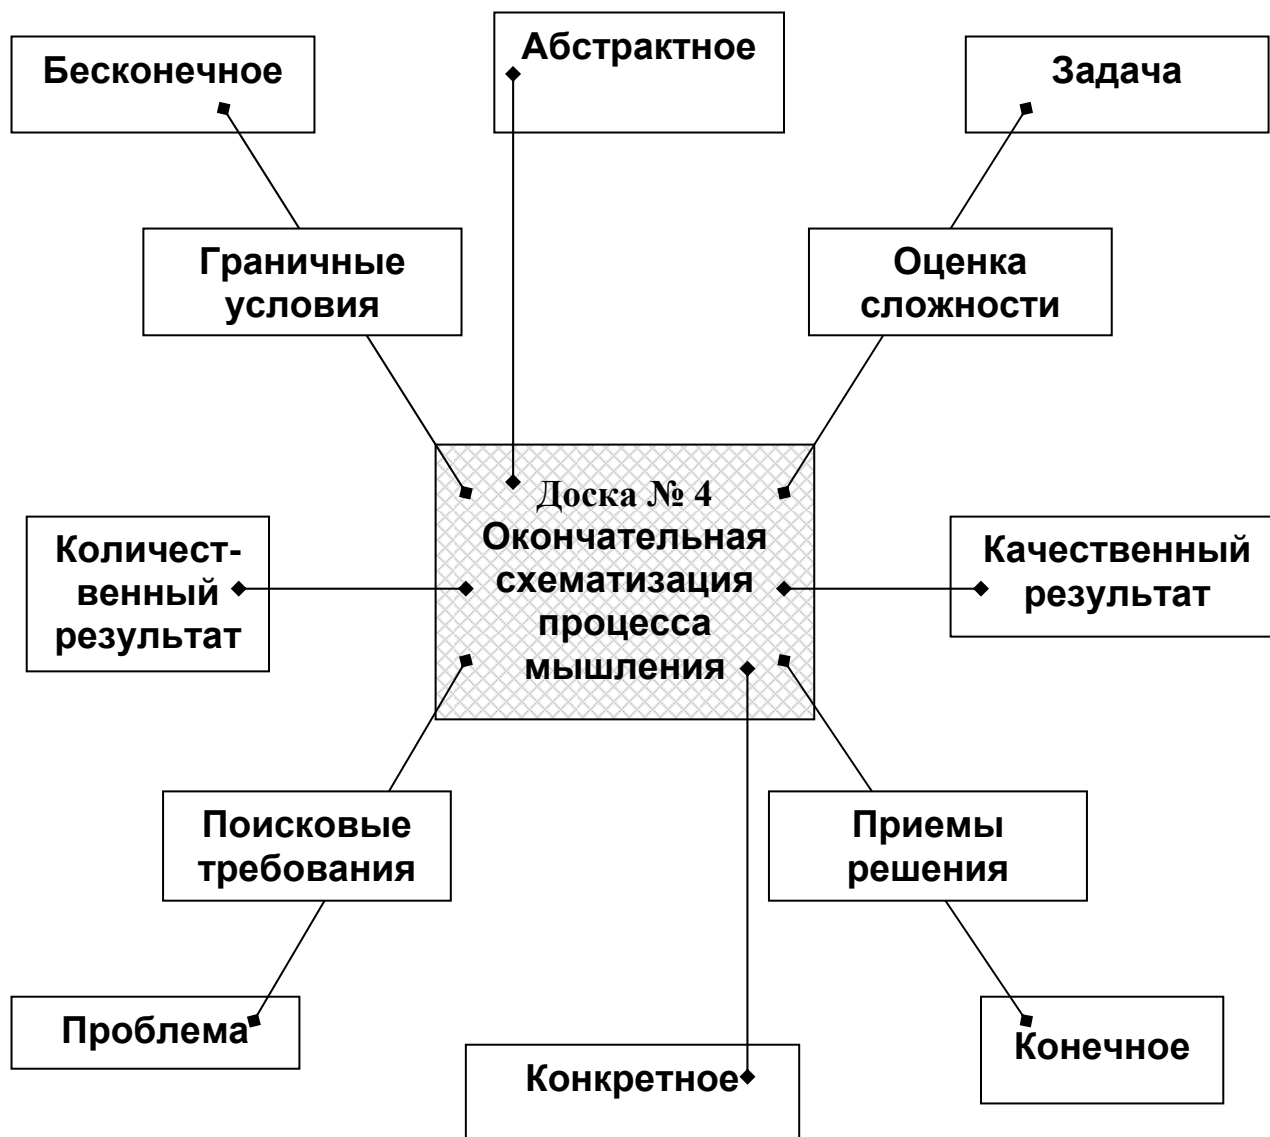 Абстрактное
Бесконечное
Задача
Граничные
условия
Оценка
сложности
Доска № 4
Окончательная
схематизация
процесса
мышления
Количест-
венный
результат
Качественный
результат
Поисковые
требования
Приемы
решения
Проблема
Конкретное
Конечное